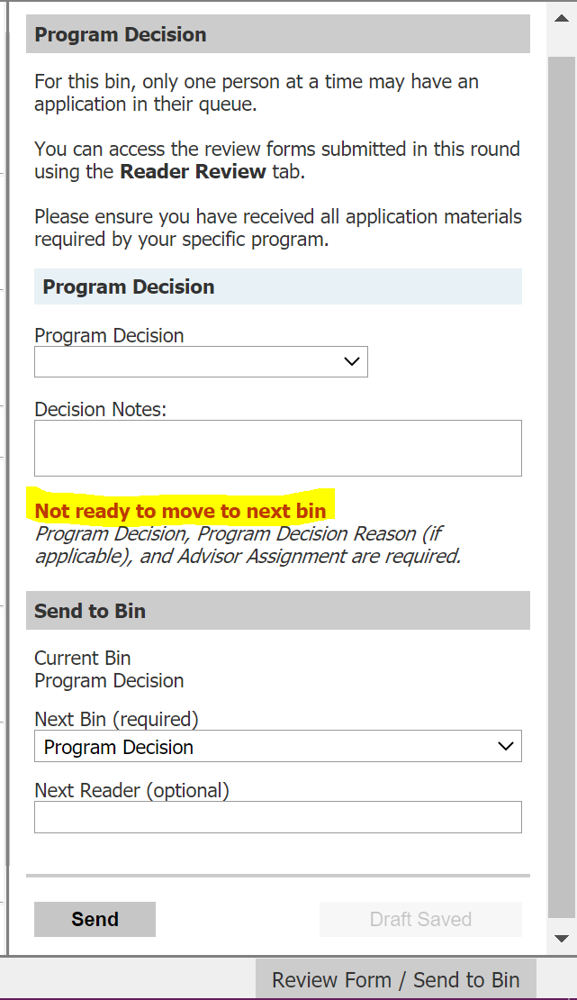 Program Decision
For this bin, only one person at a time may have an
application in their queue.
You can access the review forms submitted in this round
using the Reader Review tab.
Please ensure you have received all application materials
required by your specific program.
Program Decision
Program Decision
Decision Notes:
Not ready to move to next bin
Program Decision, Program Decision Reason (if
applicable), and Advisor Assignment are required.
Send to Bin
Current Bin
Program Decision
Next Bin (required)
Program Decision
Next Reader (optional)
Send
Draft Saved
Review Form / Send to Bin